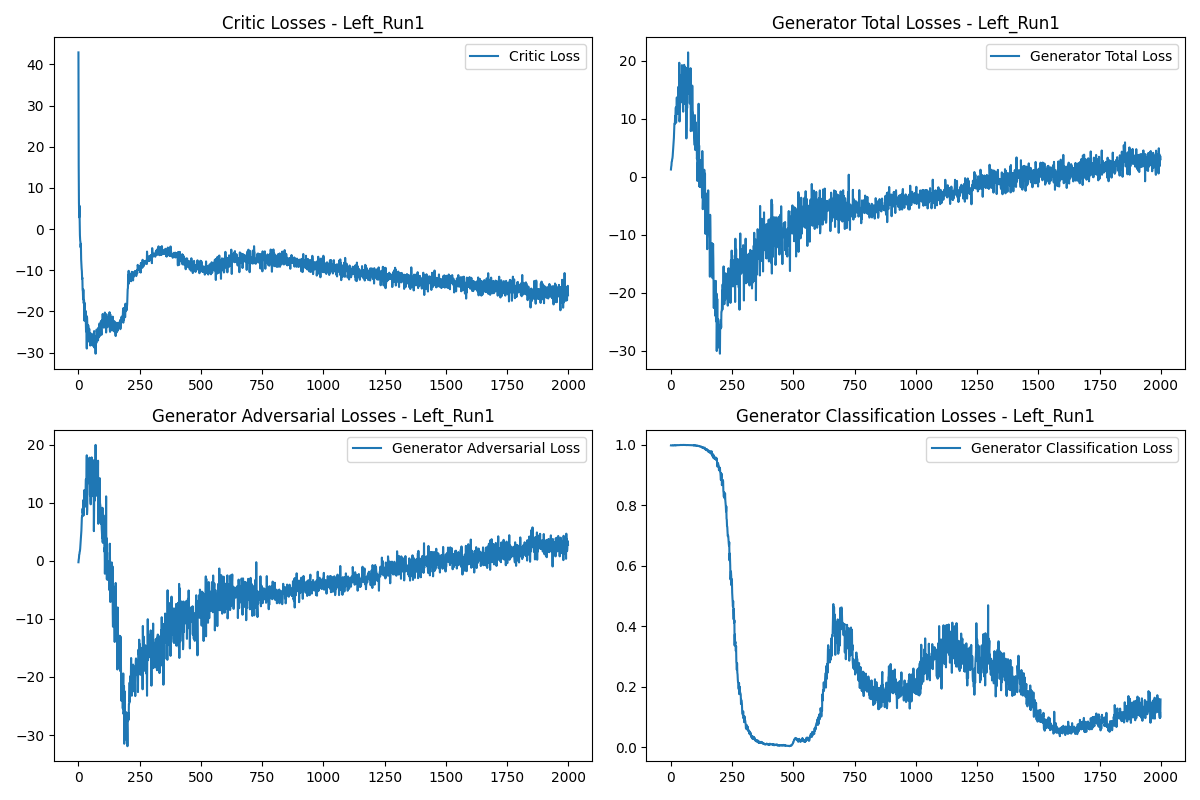 Critic Losses - Left_Run1
Critic Loss
40
30
20
10
0
−10
−20
−30
0 250 500 750 1000 1250 1500 1750 2000
Generator Total Losses - Left_Run1
Generator Total Loss
20
10
0
−10
−20
−30
0 250 500 750 1000 1250 1500 1750 2000
Generator Adversarial Losses - Left_Run1
Generator Adversarial Loss
20
10
0
−10
−20
−30
0 250 500 750 1000 1250 1500 1750 2000
Generator Classification Losses - Left_Run1
Generator Classification Loss
1.0
0.8
0.6
0.4
0.2
0.0
0 250 500 750 1000 1250 1500 1750 2000